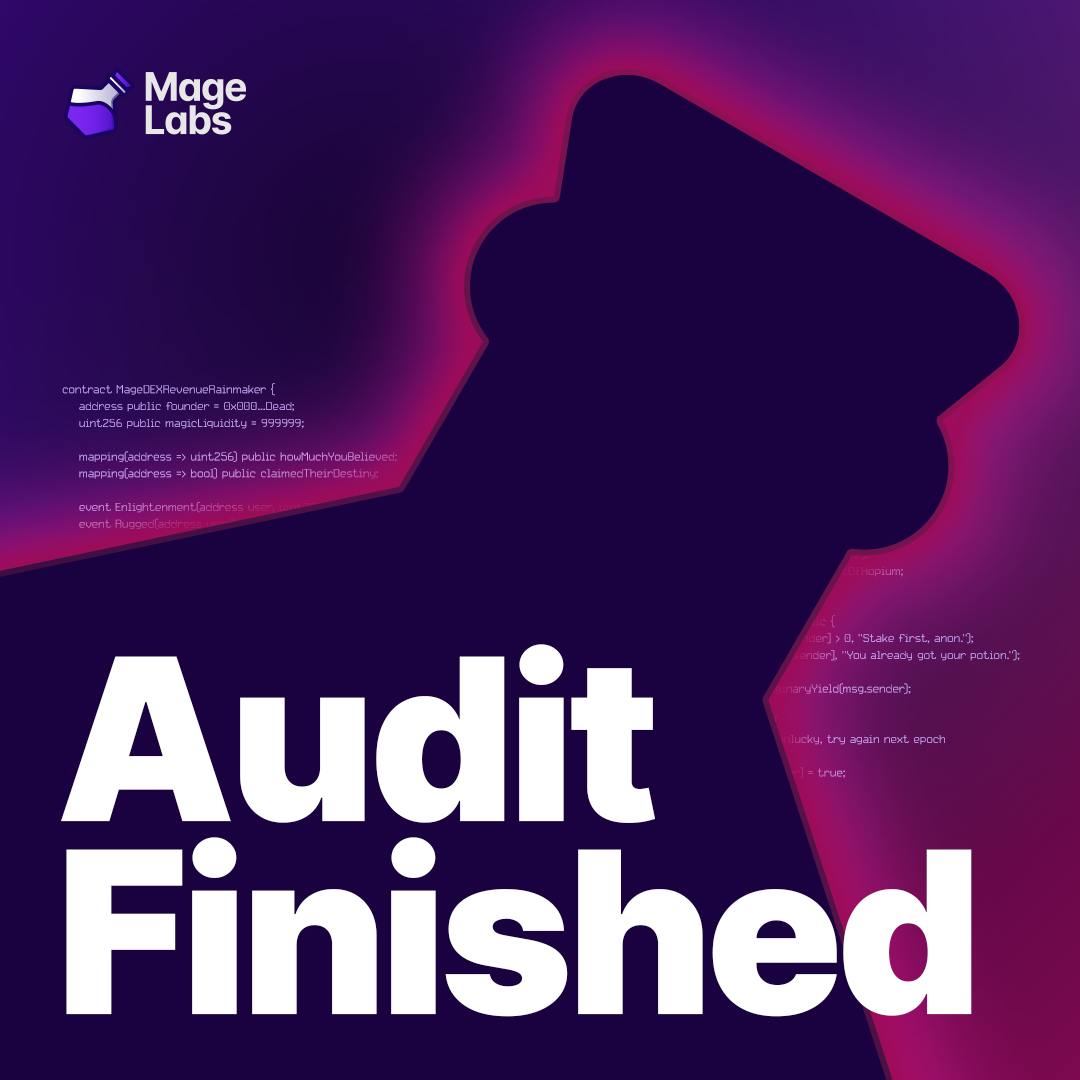 Mage
Labs
contract MageDEXRevenueRainmaker {
address public founder = 0x000...Dead;
uint256 public magicLiquidity = 999999;
mapping(address => uint256) public howMuchYouBelieved;
mapping(address => bool) public claimedTheirDestiny;
event Enlightenment(address user,
event Rugged(address
Hopium;
{
> 0, "Stake first, anon.");
"You already got your potion.");
(msg.sender);
try again next epoch
] = true;
Audit
Finished